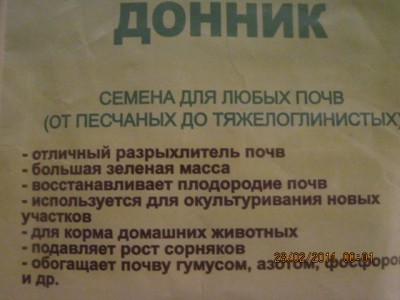 ДОННИК
СЕМЕНА ДЛЯ ЛЮБЫХ ПОЧВ
(ОТ ПЕСЧАНЫХ ДО ТЯЖЕЛОГЛИНИСТЫХ)
- отличный разрыхлитель почв
- большая зеленая масса
- восстанавливает плодородие почв
- используется для окультуривания новых
участков
- для корма домашних животных
- подавляет рост сорняков
- обогащает почву гумусом, азотом, фосфоро
и др.